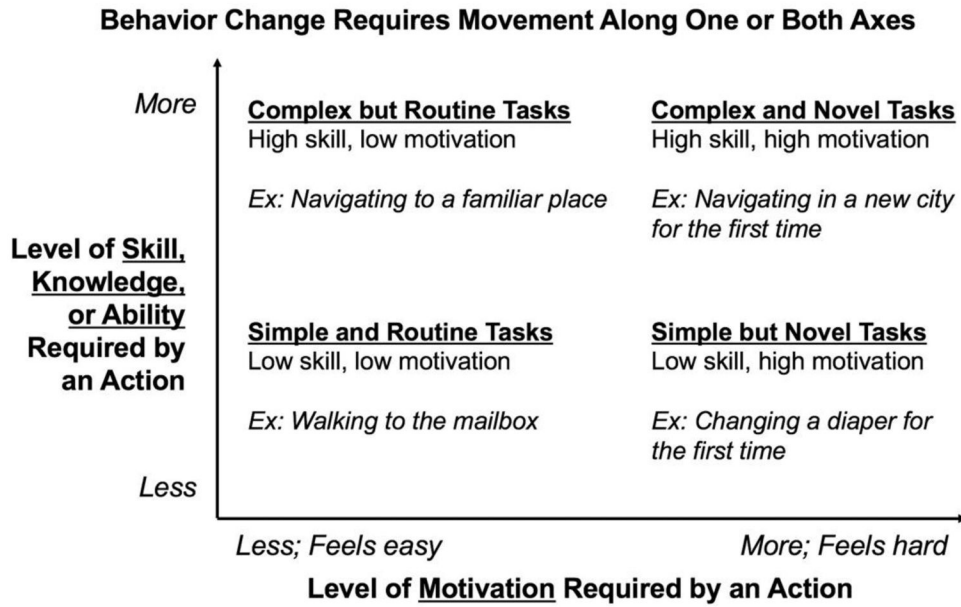 Behavior Change Requires Movement Along One or Both Axes
More
Complex but Routine Tasks
High skill, low motivation
Ex: Navigating to a familiar place
Complex and Novel Tasks
High skill, high motivation
Ex: Navigating in a new city
for the first time
Level of Skill,
Knowledge,
or Ability
Required by
an Action
Simple and Routine Tasks
Low skill, low motivation
Ex: Walking to the mailbox
Simple but Novel Tasks
Low skill, high motivation
Ex: Changing a diaper for
the first time
Less
Less; Feels easy
More; Feels hard
Level of Motivation Required by an Action